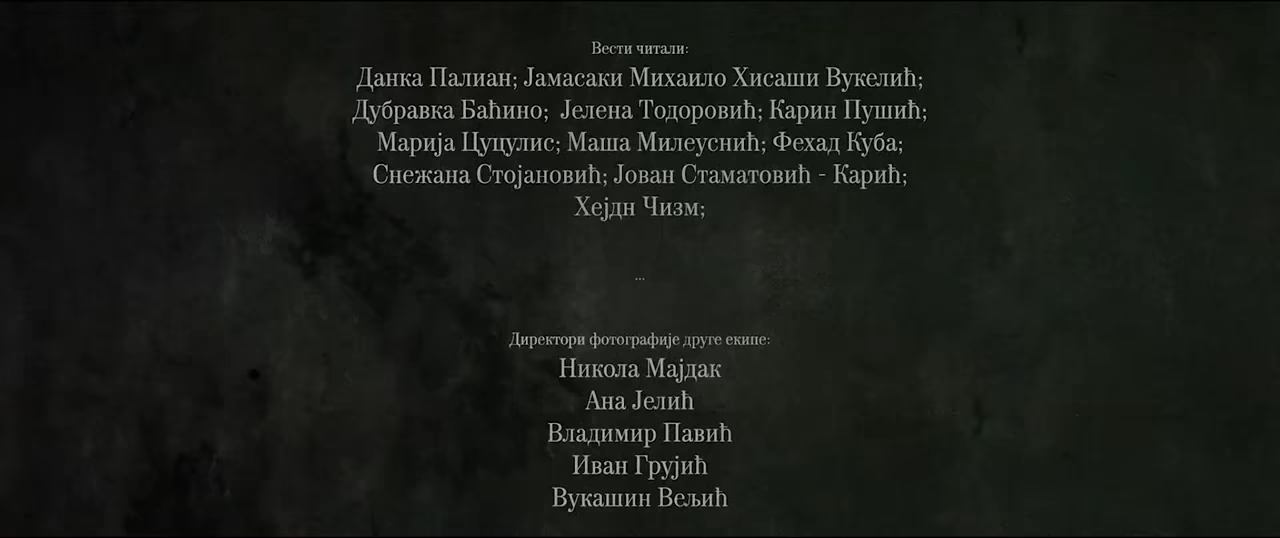 Вести читали:
Данка Палиан; Јамасаки Михаило Хисаши Вукелић;
Дубравка Баћино;  Јелена Тодоровић; Карин Пушић;
Марија Цуцулис; Маша Милеуснић; Фехад Куба;
Снежана Стојановић; Јован Стаматовић - Карић;
Хејдн Чизм;
...
Директори фотографије друге екипе:
Никола Мајдак
Ана Јелић
Владимир Павић
Иван Грујић
Вукашин Вељић